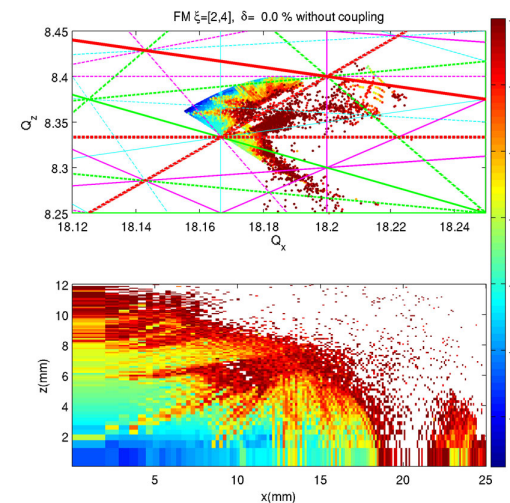 FM ξ=[2,4], δ= 0.0 % without coupling
8.45
8.4
8.35
8.3
8.25
Q_z
18.12 18.14 18.16 18.18 18.2 18.22 18.24
Q_x
12
10
8
6
4
2
z(mm)
5 10 15 20 25
x(mm)